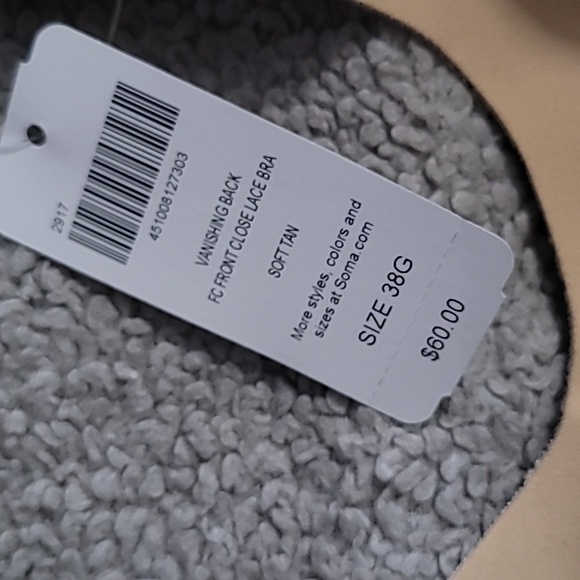 2917
451008127303
VANISHING BACK
FC FRONT CLOSE LACE BRA
SOFT TAN
More styles, colors and
sizes at Soma.com
SIZE 38G
$60.00